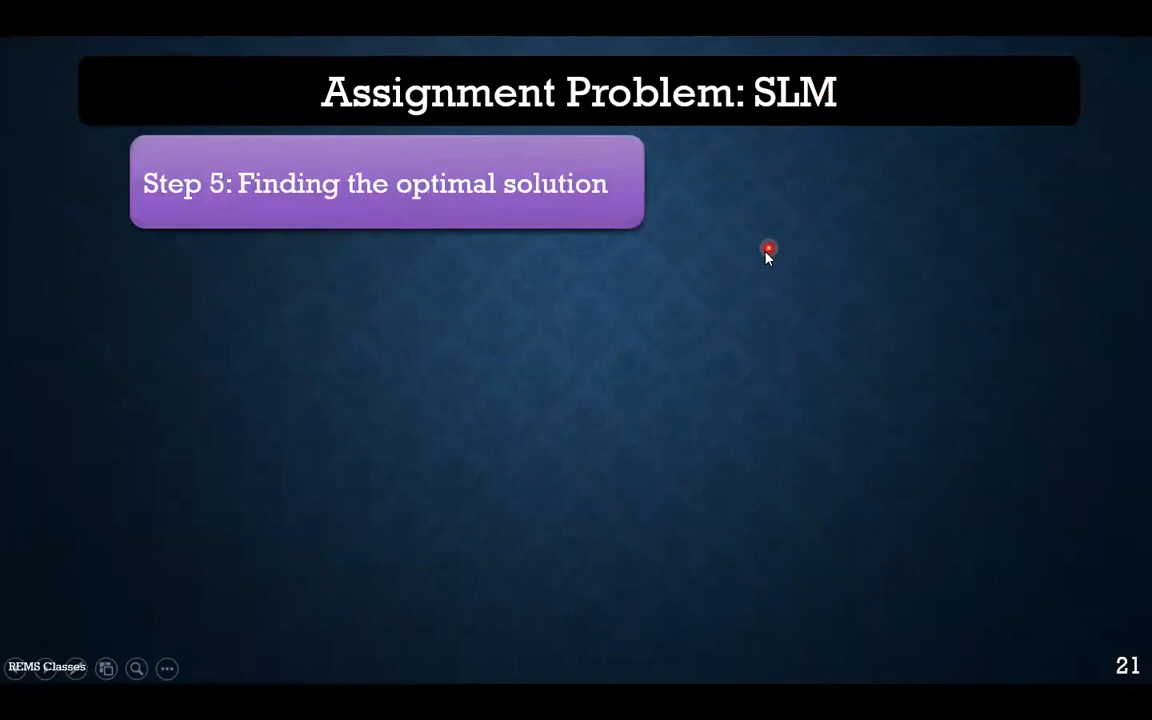 Assignment Problem: SLM
Step 5: Finding the optimal solution
REMS Classes
21